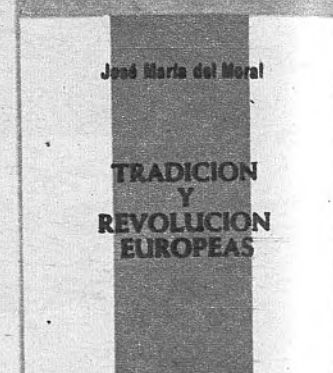 José María del Moral
TRADICION
Y
REVOLUCION
EUROPEAS